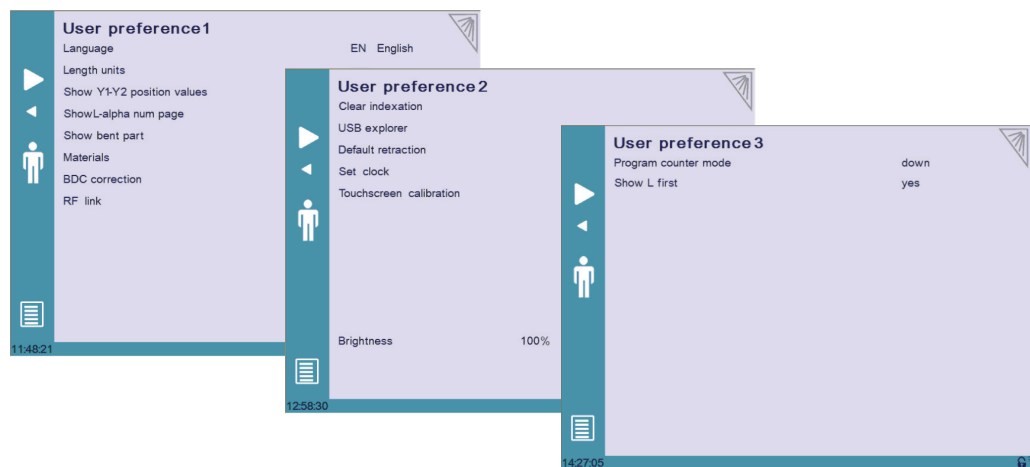 User preference1
Language EN English
Length units
Show Y1-Y2 position values
ShowL-alpha num page
Show bent part
Materials
BDC correction
RF link
11:48:21
User preference2
Clear indexation
USB explorer
Default retraction
Set clock
Touchscreen calibration
Brightness 100%
12:58:30
User preference3
Program counter mode down
Show L first yes
14:27:05